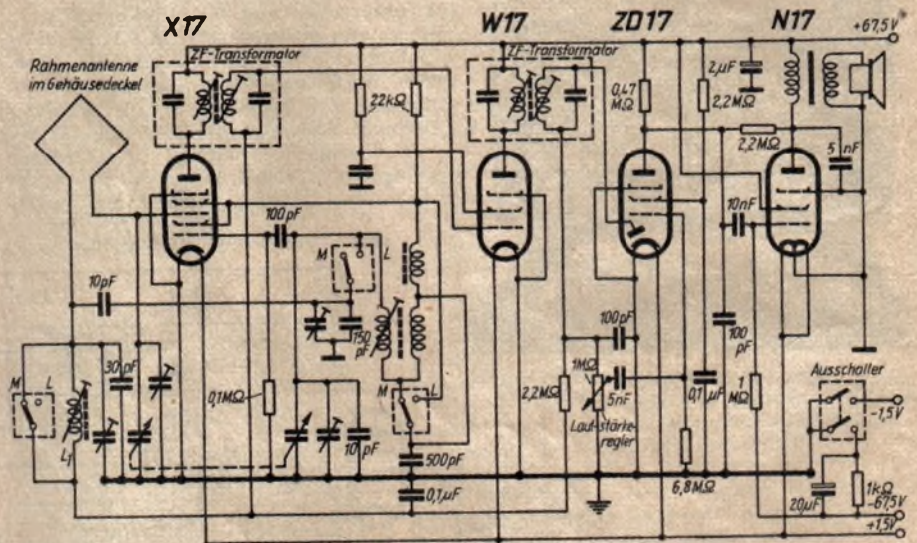 X17
W17
ZD17
N17
+67,5V
ZF-Transformator
ZF-Transformator
Rahmenantenne
im Gehäusedeckel
2µF
0,47
MΩ
2,2MΩ
22kΩ
2,2MΩ
5nF
100pF
10nF
M
L
10pF
150
pF
100pF
100
pF
Ausschalter
M
L
30pF
1MΩ
1
MΩ
M
0,1MΩ
L
2,2MΩ
5nF
0,1µF
-1,5V
L1
Lautstärke-
regler
10pF
500pF
6,8MΩ
1kΩ
0,1µF
20µF
-67,5V
+1,5V